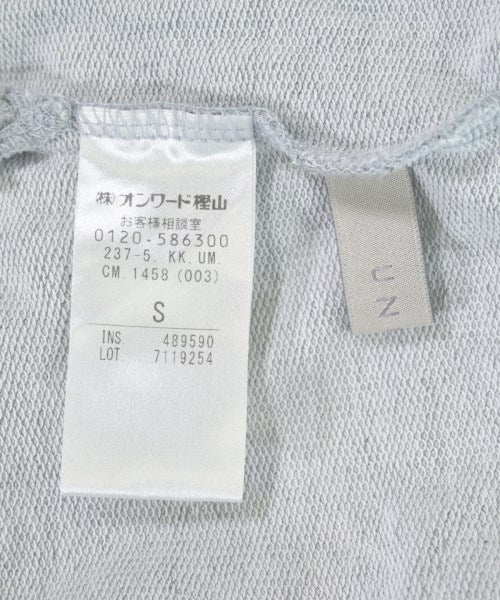 ㈱オンワード樫山
お客様相談室
0120-586300
237-5. KK. UM.
CM. 1458 (003)
S
INS 489590
LOT. 7119254
UN